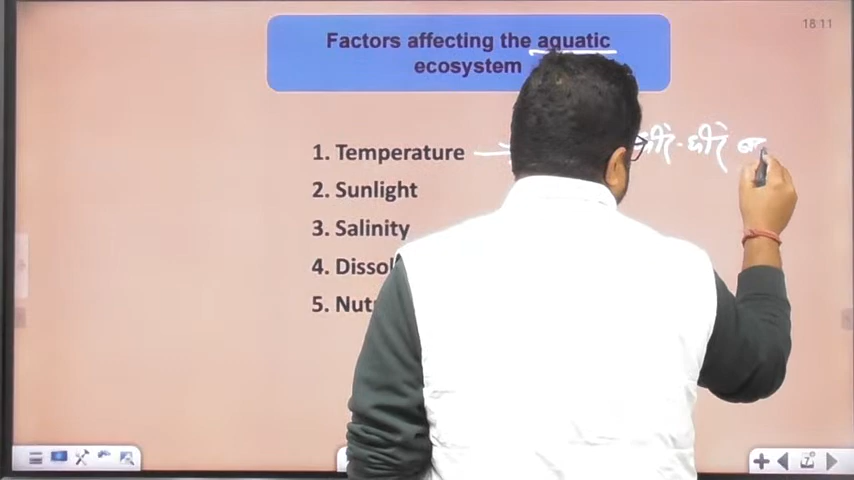 18:11
Factors affecting the aquatic
ecosystem
1. Temperature → धीरे-धीरे
2. Sunlight
3. Salinity
4. Dissol
5. Nut